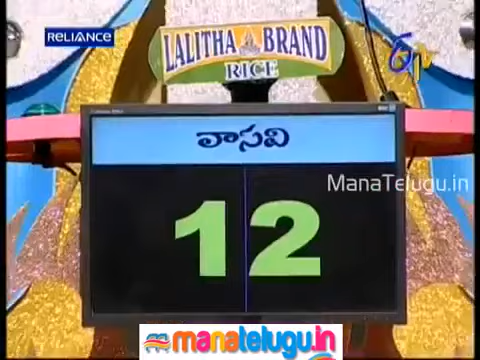 RELIANCE
LALITHA BRAND
RICE
వాసవి
12
ManaTelugu.in
manatelugu.in